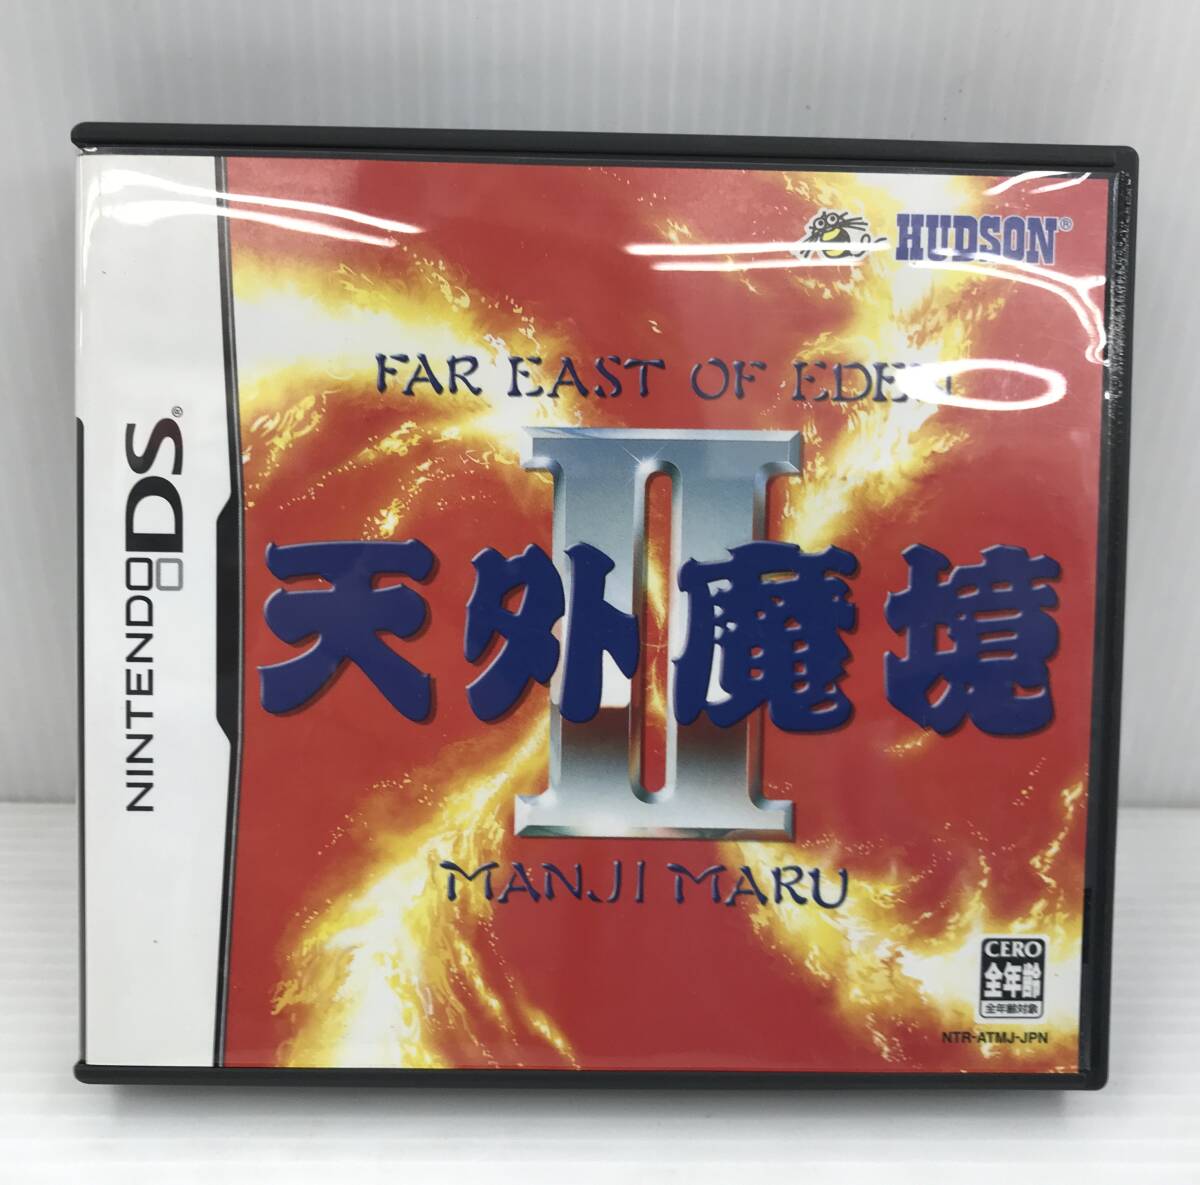 HUDSON®
FAR EAST OF EDEN
II
天外魔境
MANJI MARU
NINTENDO DS®
CERO
全年齢
全年齢対象
NTR-ATMJ-JPN